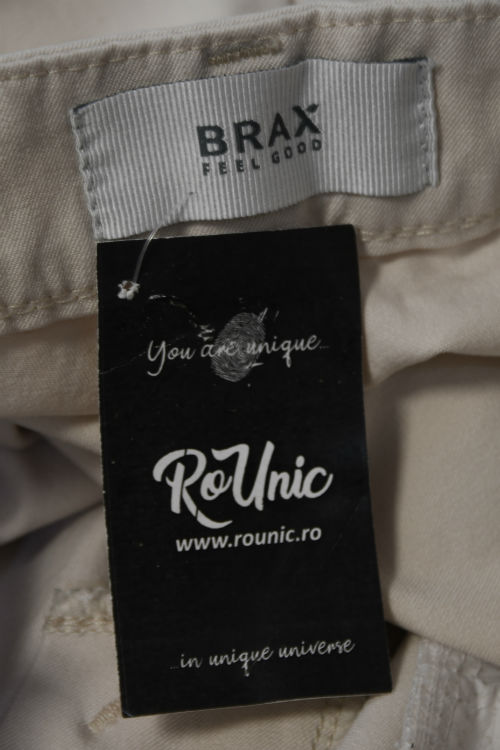 BRAX
FEEL GOOD
You are unique...
RoUnic
www.rounic.ro
...in unique universe